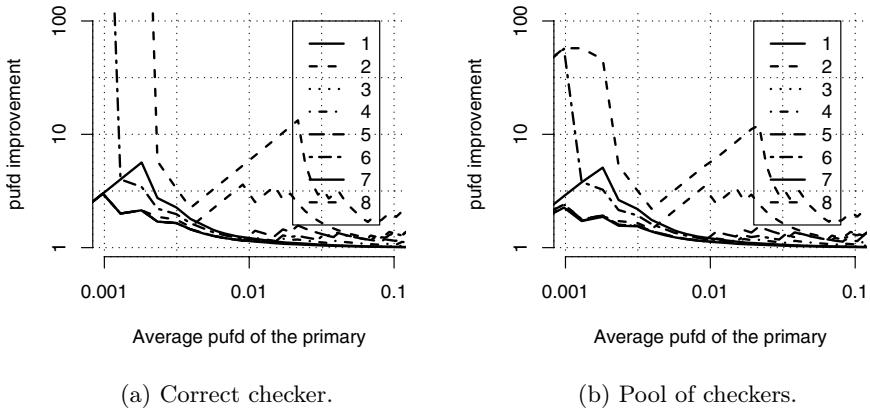 100
10
1
pufd improvement
0.001 0.01 0.1
Average pufd of the primary
1
2
3
4
5
6
7
8
(a) Correct checker.
100
10
1
pufd improvement
0.001 0.01 0.1
Average pufd of the primary
1
2
3
4
5
6
7
8
(b) Pool of checkers.